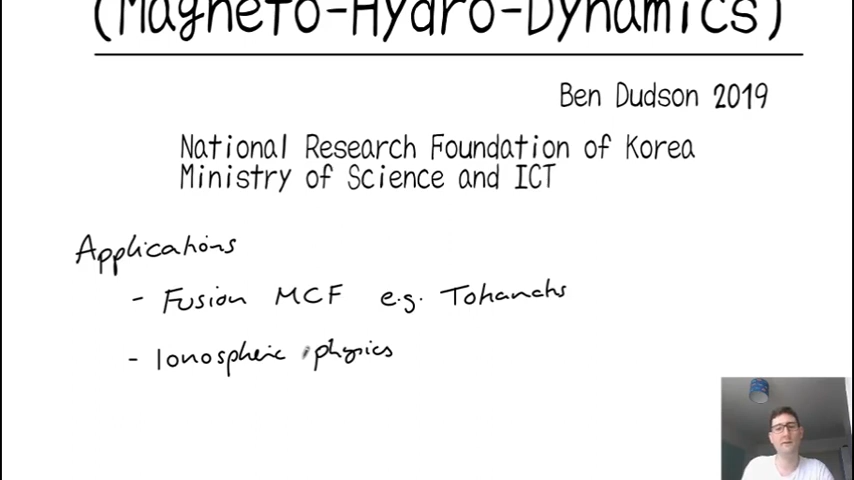 (Magneto-Hydro-Dynamics)
Ben Dudson 2019
National Research Foundation of Korea
Ministry of Science and ICT
Applications
- Fusion MCF e.g. Tokamaks
- Ionospheric physics